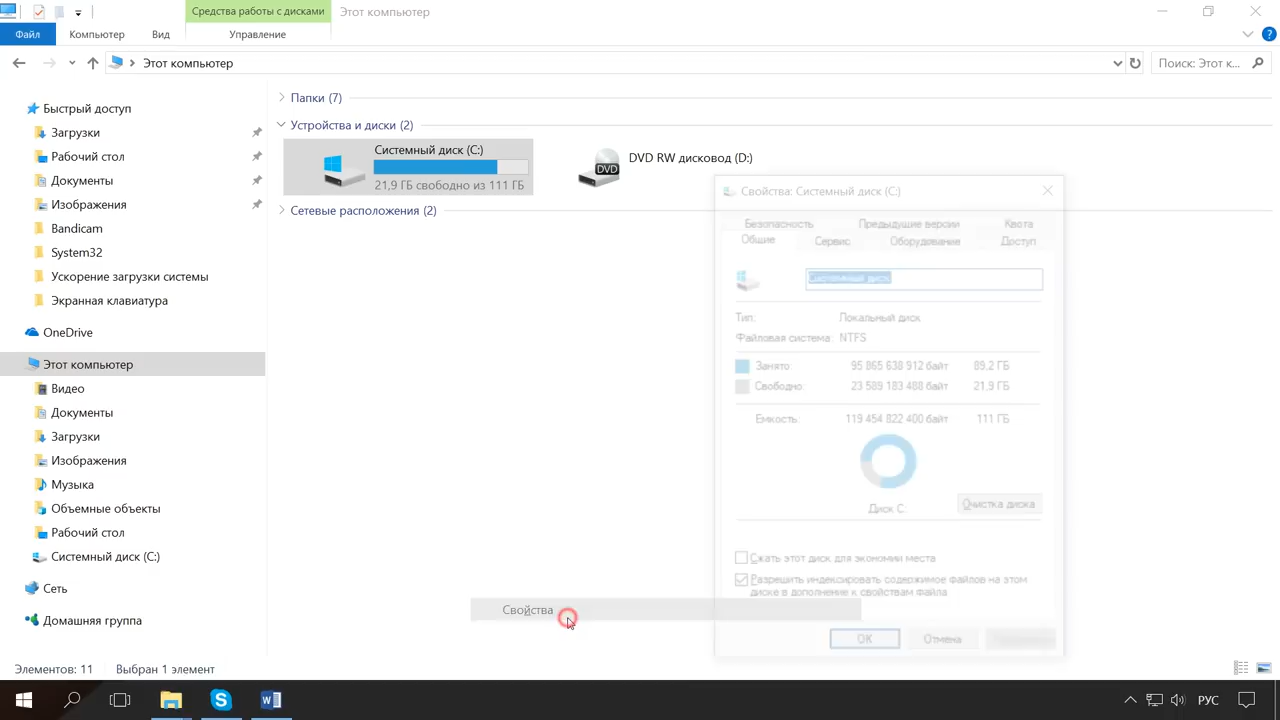 Средства работы с дисками
Этот компьютер
Файл
Компьютер
Вид
Управление
Этот компьютер
Поиск: Этот к...
Быстрый доступ
Загрузки
Рабочий стол
Документы
Изображения
Bandicam
System32
Ускорение загрузки системы
Экранная клавиатура
OneDrive
Этот компьютер
Видео
Документы
Загрузки
Изображения
Музыка
Объемные объекты
Рабочий стол
Системный диск (C:)
Сеть
Домашняя группа
Папки (7)
Устройства и диски (2)
Системный диск (C:)
21,9 ГБ свободно из 111 ГБ
DVD
DVD RW дисковод (D:)
Сетевые расположения (2)
Свойства: Системный диск (C:)
Безопасность Предыдущие версии Квота
Общие Сервис Оборудование Доступ
Системный диск
Тип: Локальный диск
Файловая система: NTFS
Занято: 95 865 638 912 байт 89,2 ГБ
Свободно: 23 589 183 488 байт 21,9 ГБ
Емкость: 119 454 822 400 байт 111 ГБ
Диск C:
Очистка диска
Сжать этот диск для экономии места
Разрешить индексировать содержимое файлов на этом
диске в дополнение к свойствам файла
Свойства
ОК
Отмена
Элементов: 11
Выбран 1 элемент
РУС